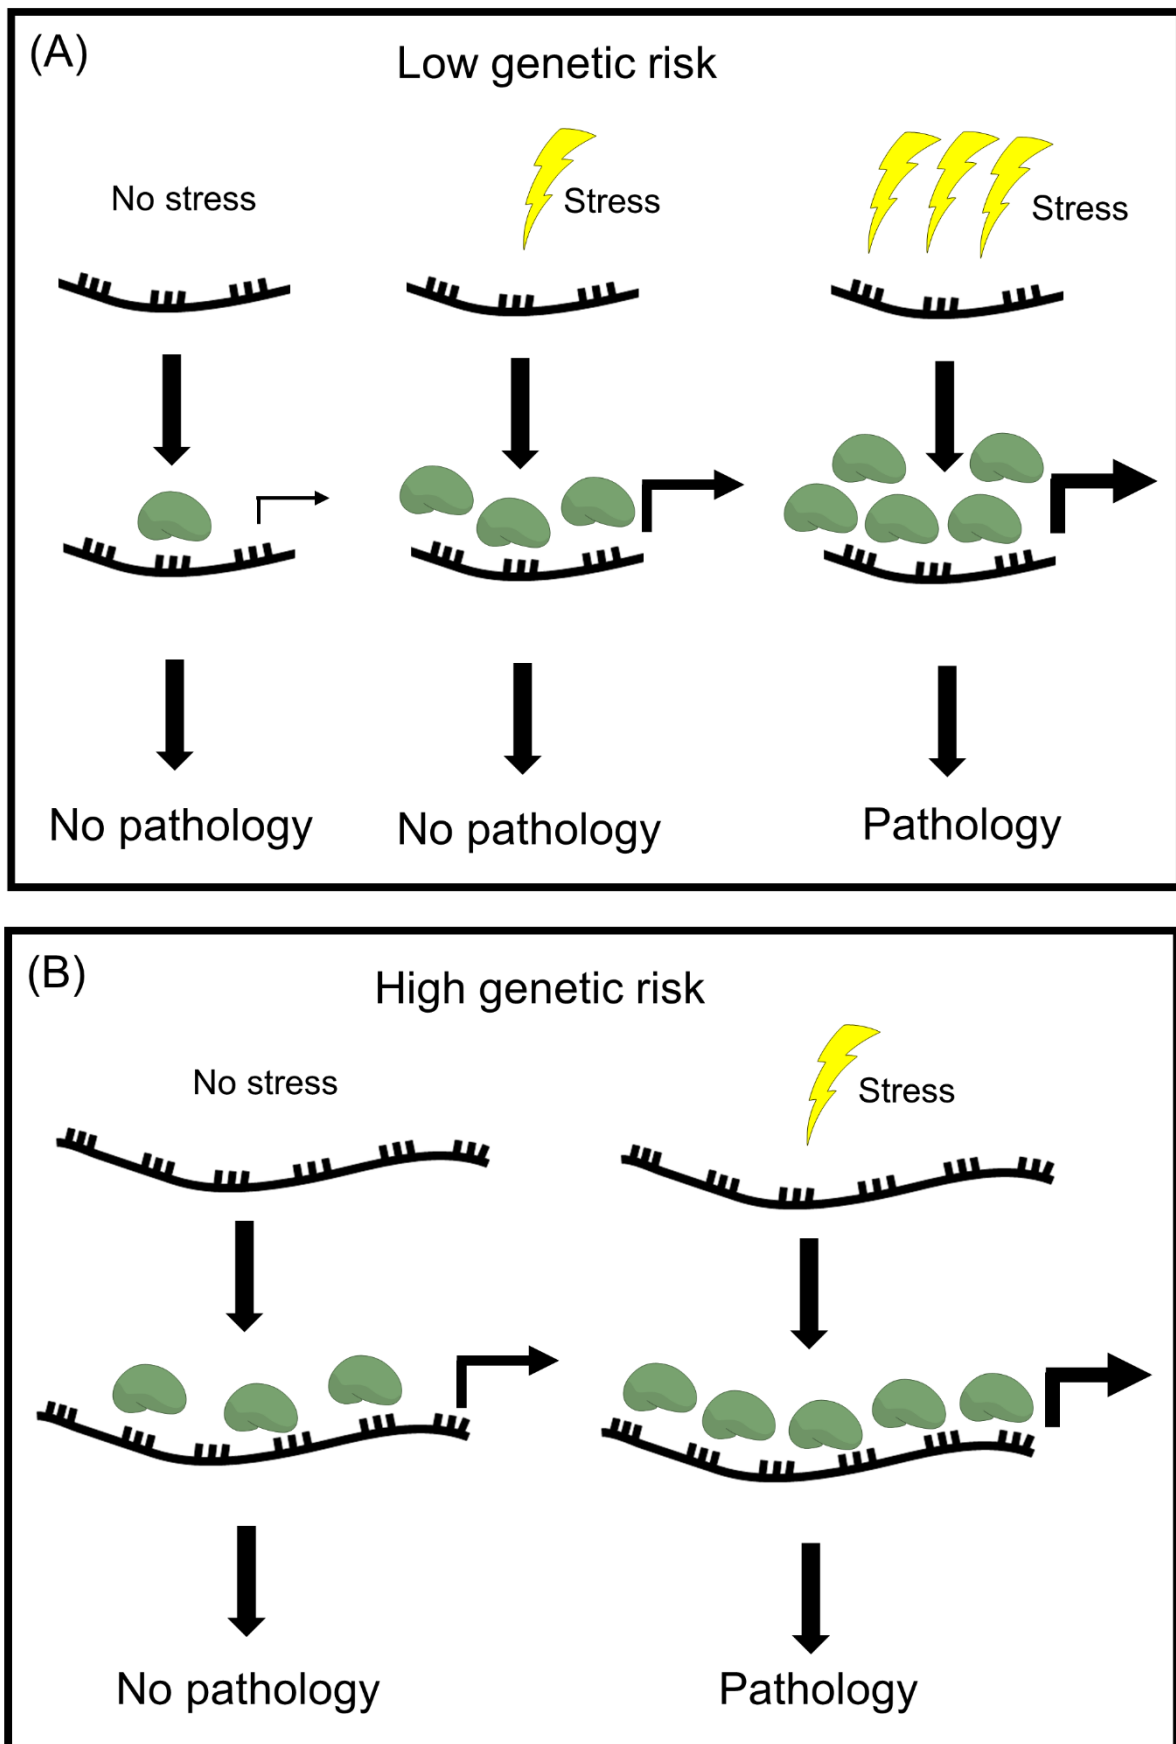 (A)
Low genetic risk
No stress
Stress
Stress
No pathology
No pathology
Pathology
(B)
High genetic risk
No stress
Stress
No pathology
Pathology